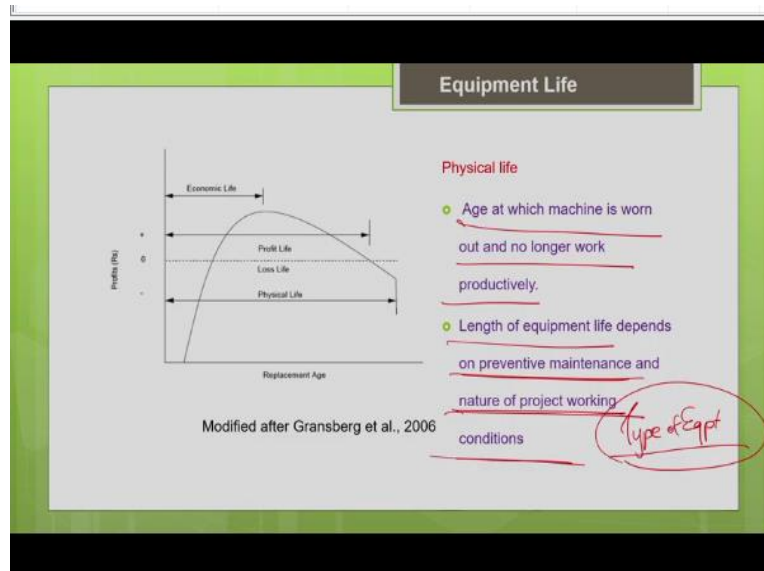 Equipment Life
Economic Life
Profit Life
Loss Life
Physical Life
+
0
-
Profits (Rs)
Replacement Age
Modified after Gransberg et al., 2006
Physical life
Age at which machine is worn
out and no longer work
productively.
Length of equipment life depends
on preventive maintenance and
nature of project working
conditions
Type of Eqpt